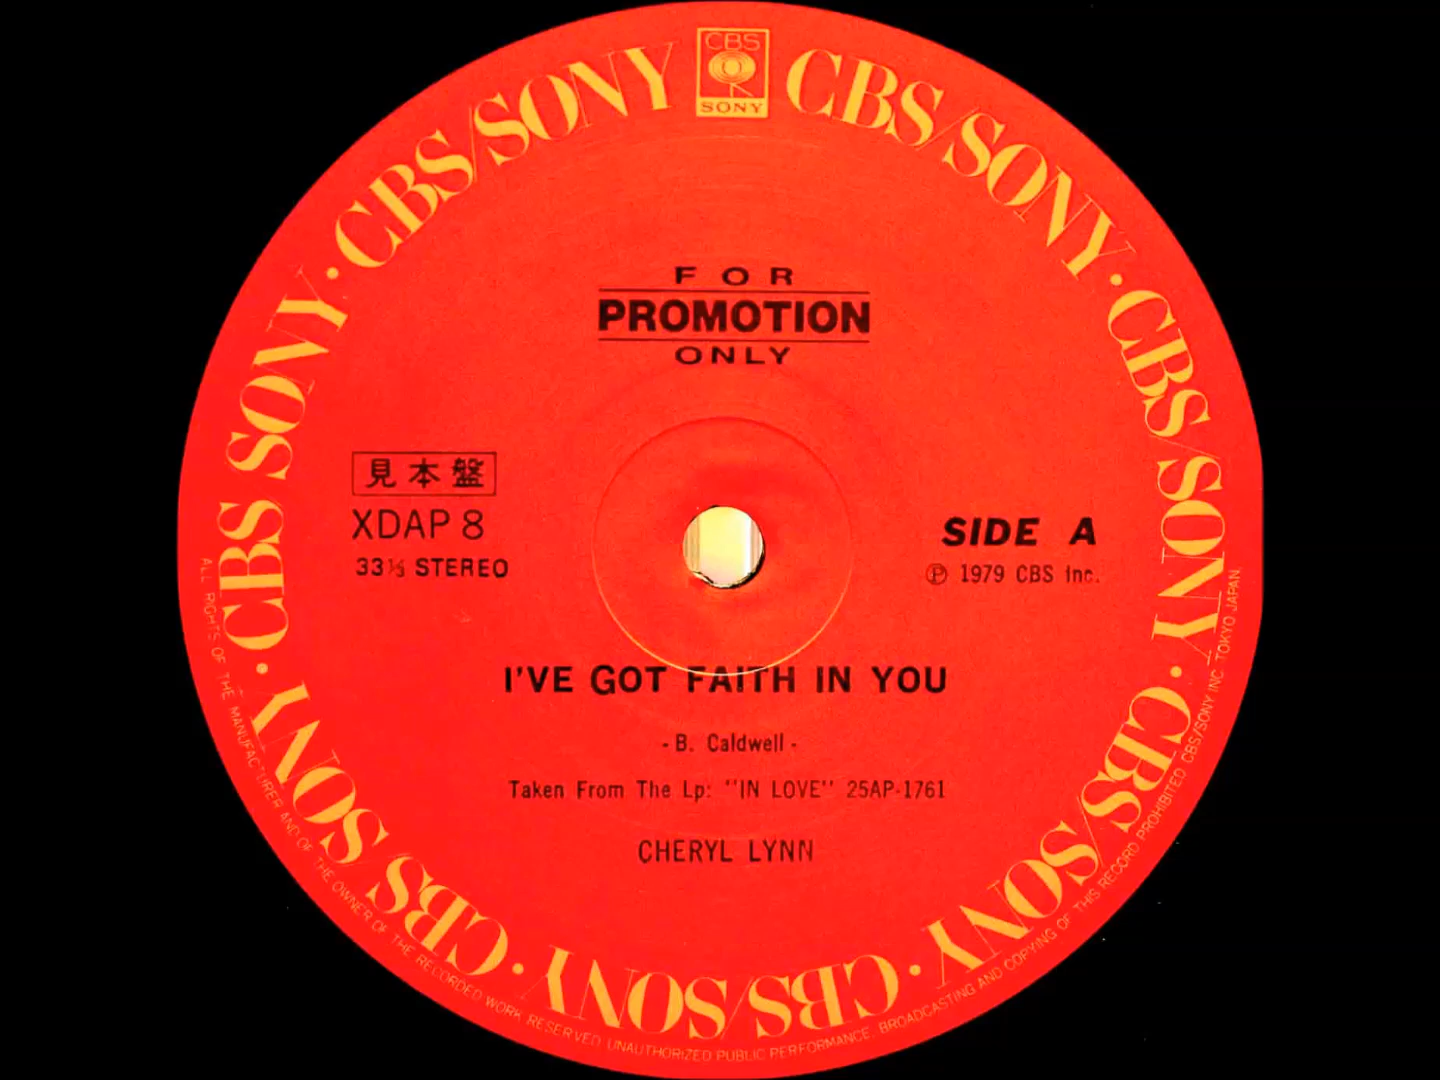 CBS/SONY · CBS/SONY · CBS/SONY · CBS/SONY · CBS/SONY · CBS SONY · CBS SONY · CBS/SONY
CBS
SONY
FOR
PROMOTION
ONLY
見本盤
XDAP 8
33⅓ STEREO
SIDE A
Ⓟ 1979 CBS Inc.
I'VE GOT FAITH IN YOU
- B. Caldwell -
Taken From The Lp: "IN LOVE" 25AP-1761
CHERYL LYNN
ALL RIGHTS OF THE MANUFACTURER AND OF THE OWNER OF THE RECORDED WORK RESERVED. UNAUTHORIZED PUBLIC PERFORMANCE, BROADCASTING AND COPYING OF THIS RECORD PROHIBITED CBS/SONY INC. TOKYO JAPAN.